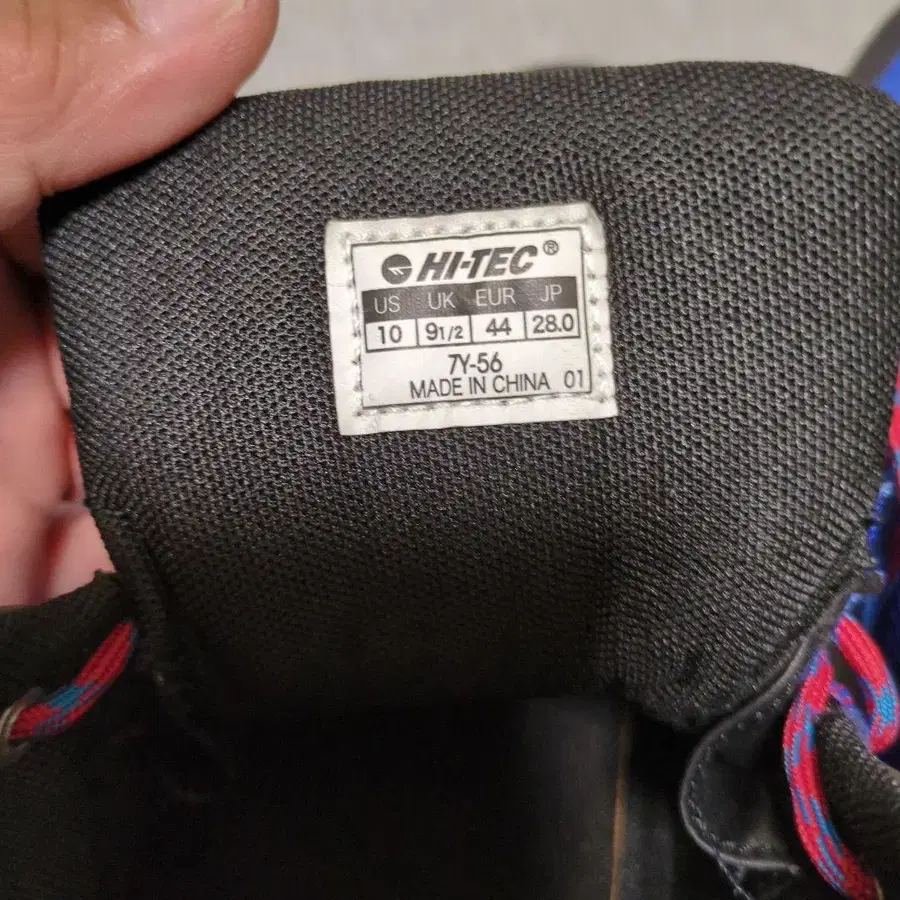 HI-TEC®
US UK EUR JP
10 9 1/2 44 28.0
7Y-56
MADE IN CHINA 01